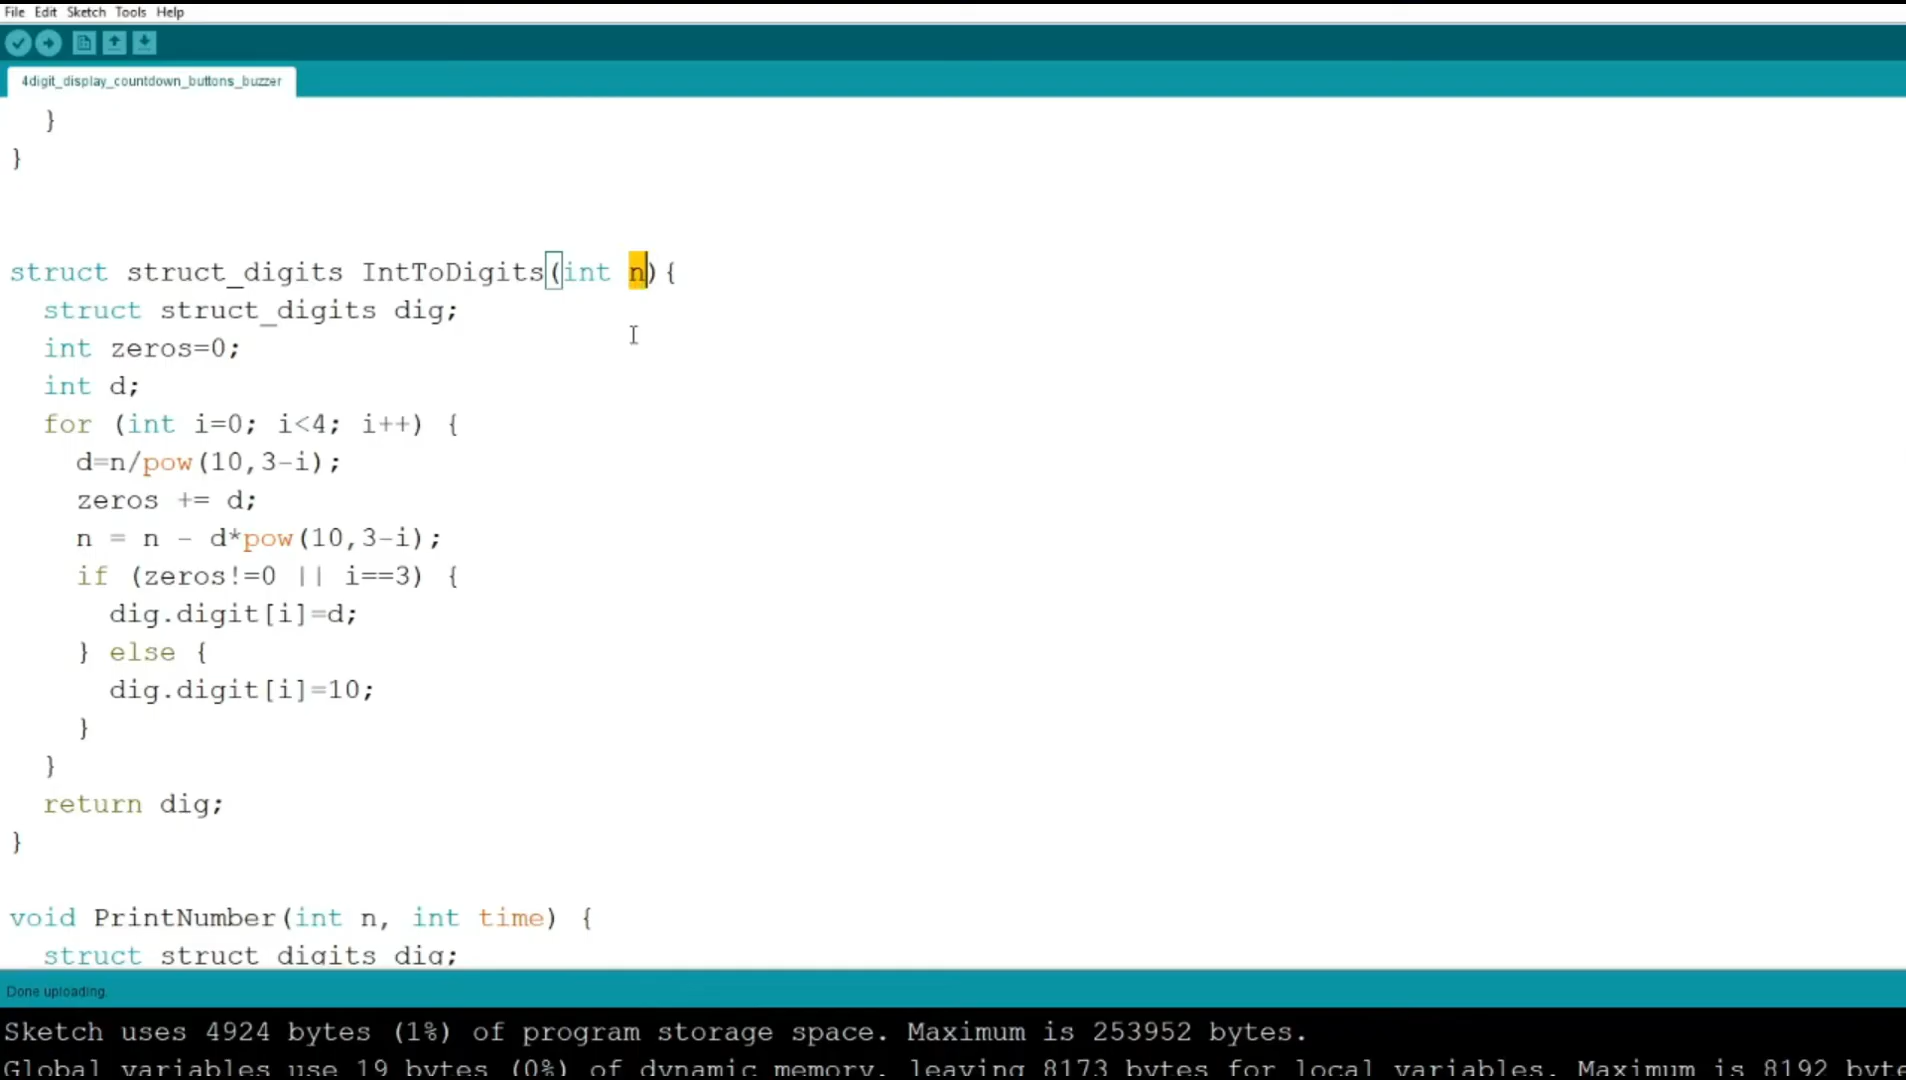 File Edit Sketch Tools Help
4digit_display_countdown_buttons_buzzer
}
}
struct struct_digits IntToDigits(int n){
struct struct_digits dig;
int zeros=0;
int d;
for (int i=0; i<4; i++) {
d=n/pow(10,3-i);
zeros += d;
n = n - d*pow(10,3-i);
if (zeros!=0 || i==3) {
dig.digit[i]=d;
} else {
dig.digit[i]=10;
}
}
return dig;
}
void PrintNumber(int n, int time) {
struct struct_digits dig;
Done uploading.
Sketch uses 4924 bytes (1%) of program storage space. Maximum is 253952 bytes.
Global variables use 19 bytes (0%) of dynamic memory, leaving 8173 bytes for local variables. Maximum is 8192 byte